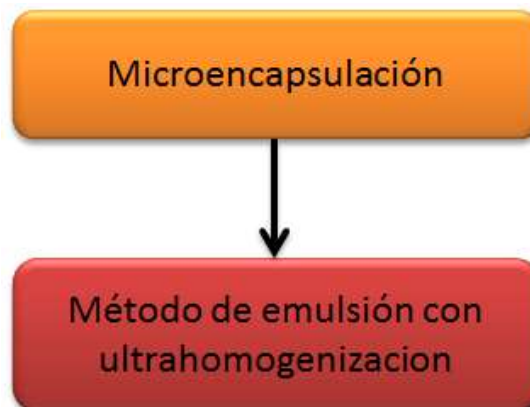 Microencapsulación
Método de emulsión con
ultrahomogenizacion